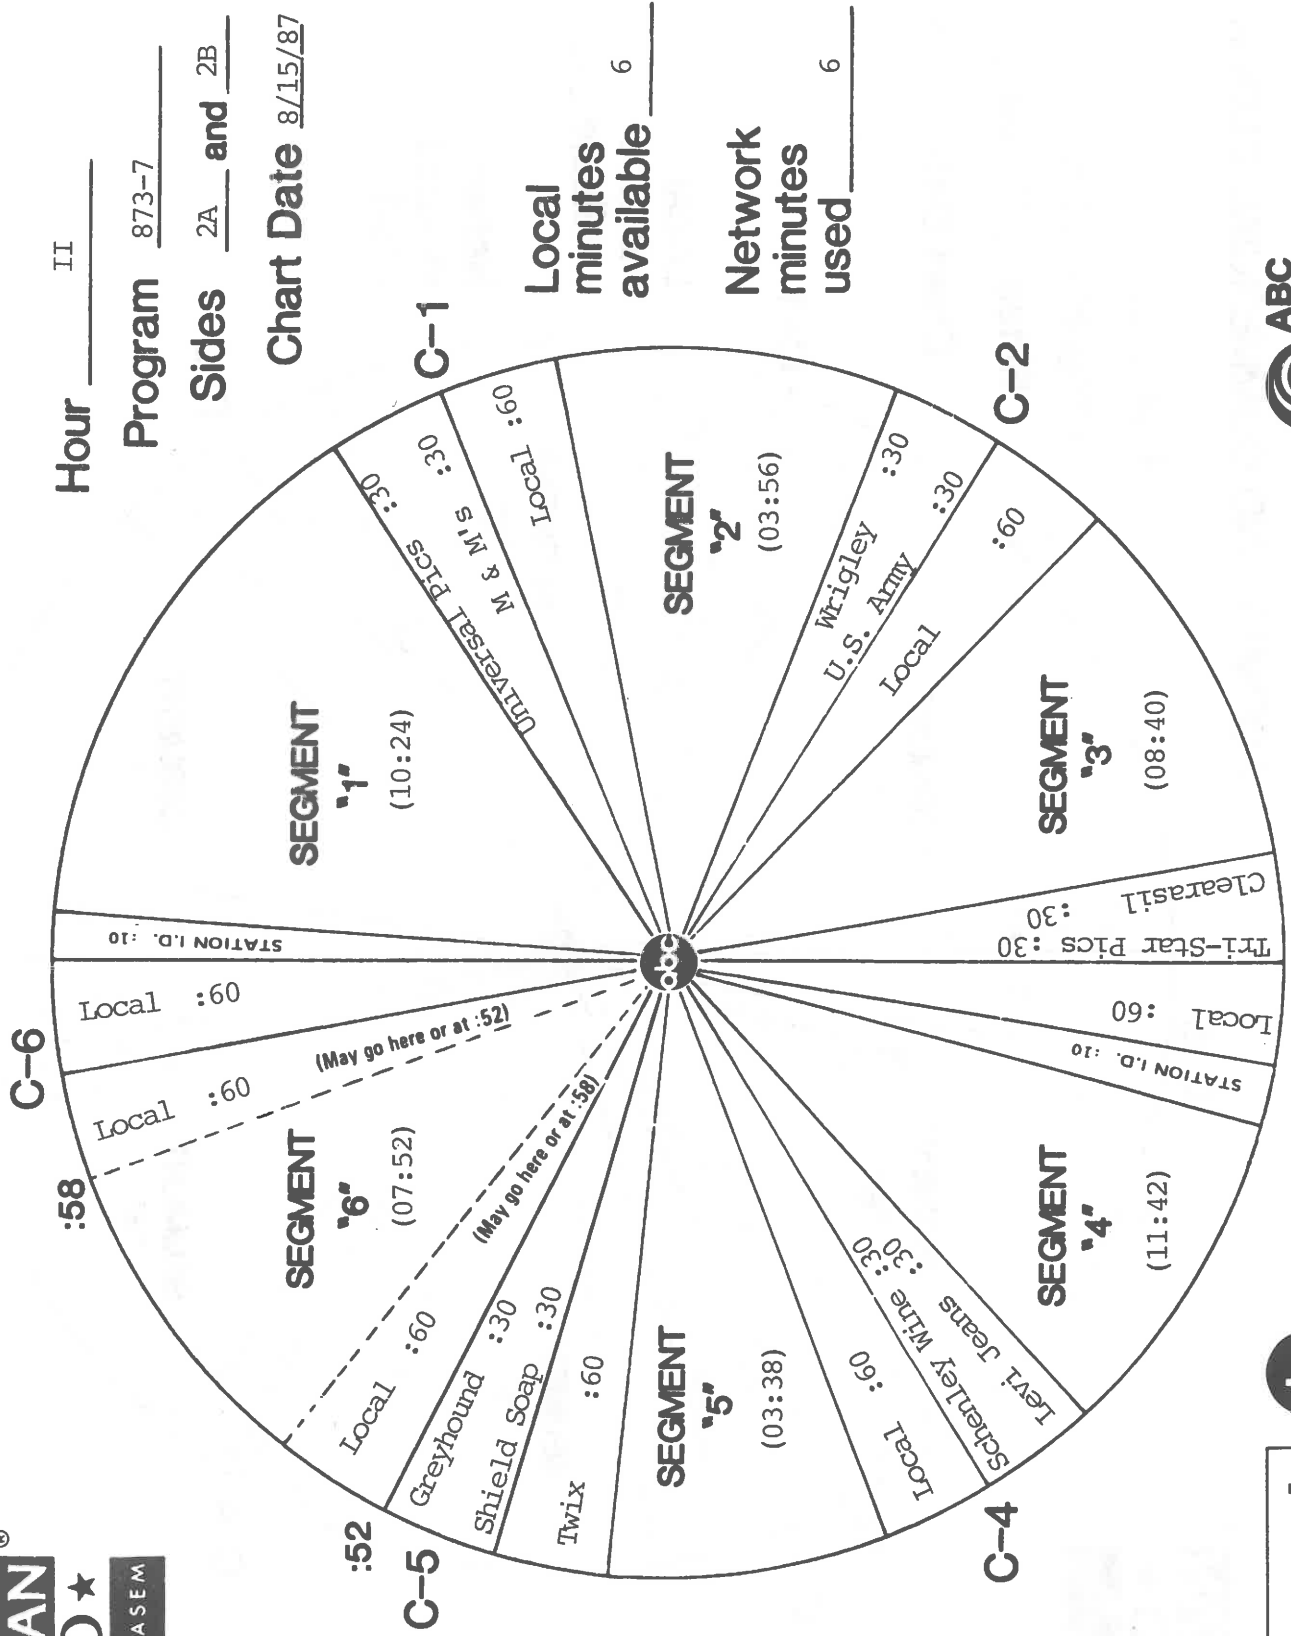 Hour II
Program 873-7
Sides 2A and 2B
Chart Date 8/15/87
Local
minutes
available 6
Network
minutes
used 6
ABC
AN
®
ASEM
STATION I.D. :10
SEGMENT
"1"
(10:24)
C-1
Universal Pics :30
M & M's :30
Local :60
SEGMENT
"2"
(03:56)
C-2
Wrigley :30
U.S. Army :30
Local :60
SEGMENT
"3"
(08:40)
Clearasil :30
Tri-Star Pics :30
Local :60
STATION I.D. :10
SEGMENT
"4"
(11:42)
C-4
Levi Jeans :30
Schenley Wine :30
Local :60
SEGMENT
"5"
(03:38)
C-5
Twix :60
Shield Soap :30
Greyhound :30
:52
Local :60
(May go here or at :58)
SEGMENT
"6"
(07:52)
:58
(May go here or at :52)
Local :60
C-6
Local :60
abc